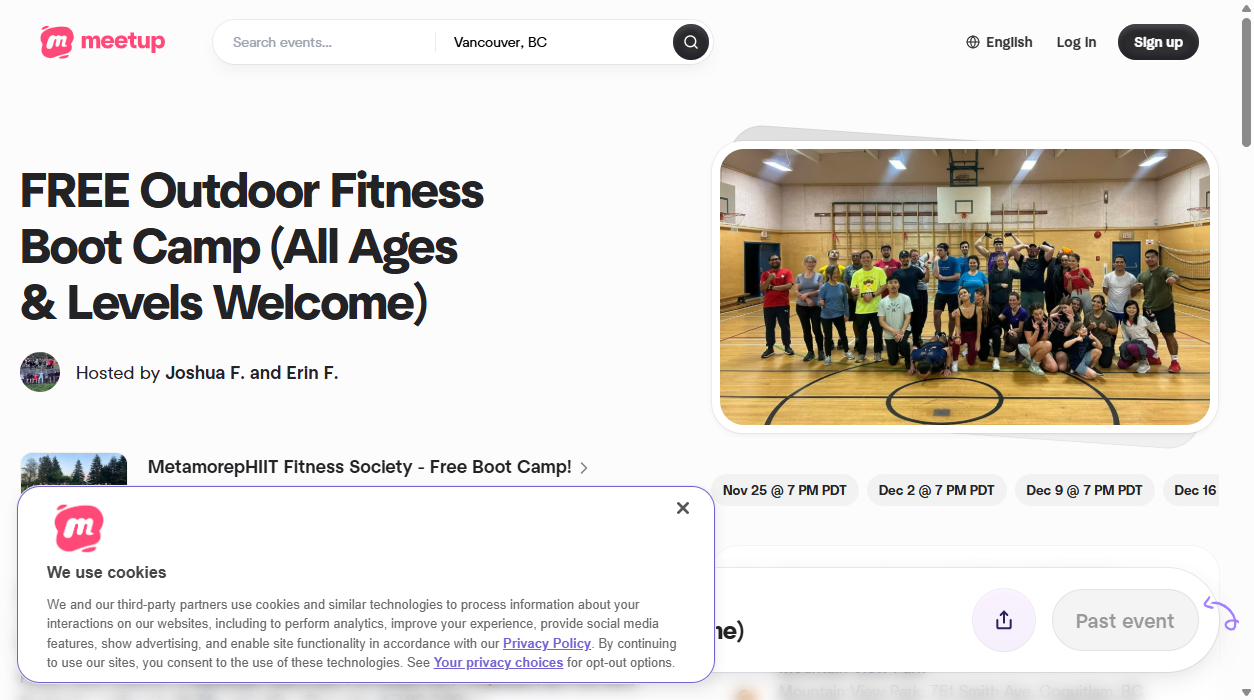 meetup
Search events...
Vancouver, BC
English
Log in
Sign up
FREE Outdoor Fitness
Boot Camp (All Ages
& Levels Welcome)
Hosted by Joshua F. and Erin F.
MetamorepHIIT Fitness Society - Free Boot Camp!
Nov 25 @ 7 PM PDT
Dec 2 @ 7 PM PDT
Dec 9 @ 7 PM PDT
Dec 16
We use cookies
We and our third-party partners use cookies and similar technologies to process information about your
interactions on our websites, including to perform analytics, improve your experience, provide social media
features, show advertising, and enable site functionality in accordance with our Privacy Policy. By continuing
to use our sites, you consent to the use of these technologies. See Your privacy choices for opt-out options.
ne)
Past event
Mountain View Park, 751 Smith Ave, Coquitlam, BC